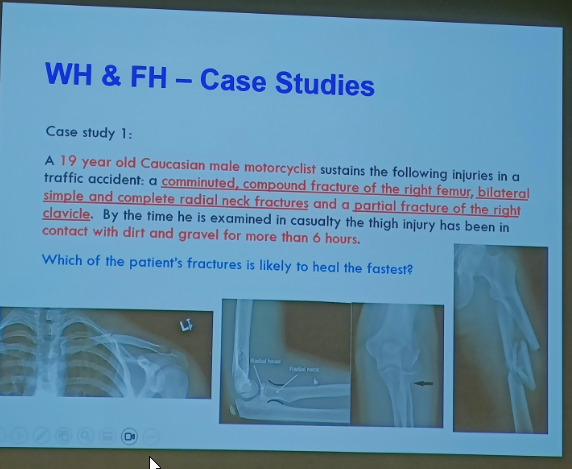 WH & FH – Case Studies
Case study 1:
A 19 year old Caucasian male motorcyclist sustains the following injuries in a
traffic accident: a comminuted, compound fracture of the right femur, bilateral
simple and complete radial neck fractures and a partial fracture of the right
clavicle. By the time he is examined in casualty the thigh injury has been in
contact with dirt and gravel for more than 6 hours.
Which of the patient's fractures is likely to heal the fastest?
Radial head
Radial neck